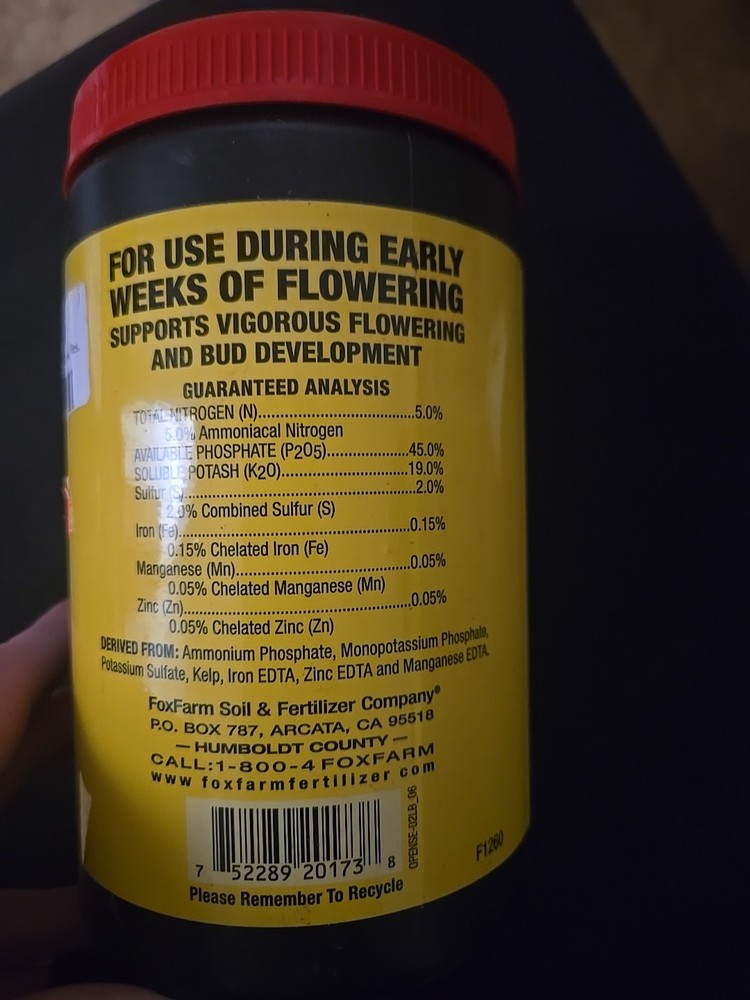 FOR USE DURING EARLY
WEEKS OF FLOWERING
SUPPORTS VIGOROUS FLOWERING
AND BUD DEVELOPMENT
GUARANTEED ANALYSIS
TOTAL NITROGEN (N)..............................5.0%
5.0% Ammoniacal Nitrogen
AVAILABLE PHOSPHATE (P2O5)................45.0%
SOLUBLE POTASH (K2O).........................19.0%
Sulfur (S)..............................................2.0%
2.0% Combined Sulfur (S)
Iron (Fe)..............................................0.15%
0.15% Chelated Iron (Fe)
Manganese (Mn)...................................0.05%
0.05% Chelated Manganese (Mn)
Zinc (Zn).............................................0.05%
0.05% Chelated Zinc (Zn)
DERIVED FROM: Ammonium Phosphate, Monopotassium Phosphate,
Potassium Sulfate, Kelp, Iron EDTA, Zinc EDTA and Manganese EDTA.
FoxFarm Soil & Fertilizer Company®
P.O. BOX 787, ARCATA, CA 95518
— HUMBOLDT COUNTY —
CALL:1-800-4 FOXFARM
www foxfarmfertilizer com
7 52289 20173 8
OPENSE-02LB_06
F1260
Please Remember To Recycle